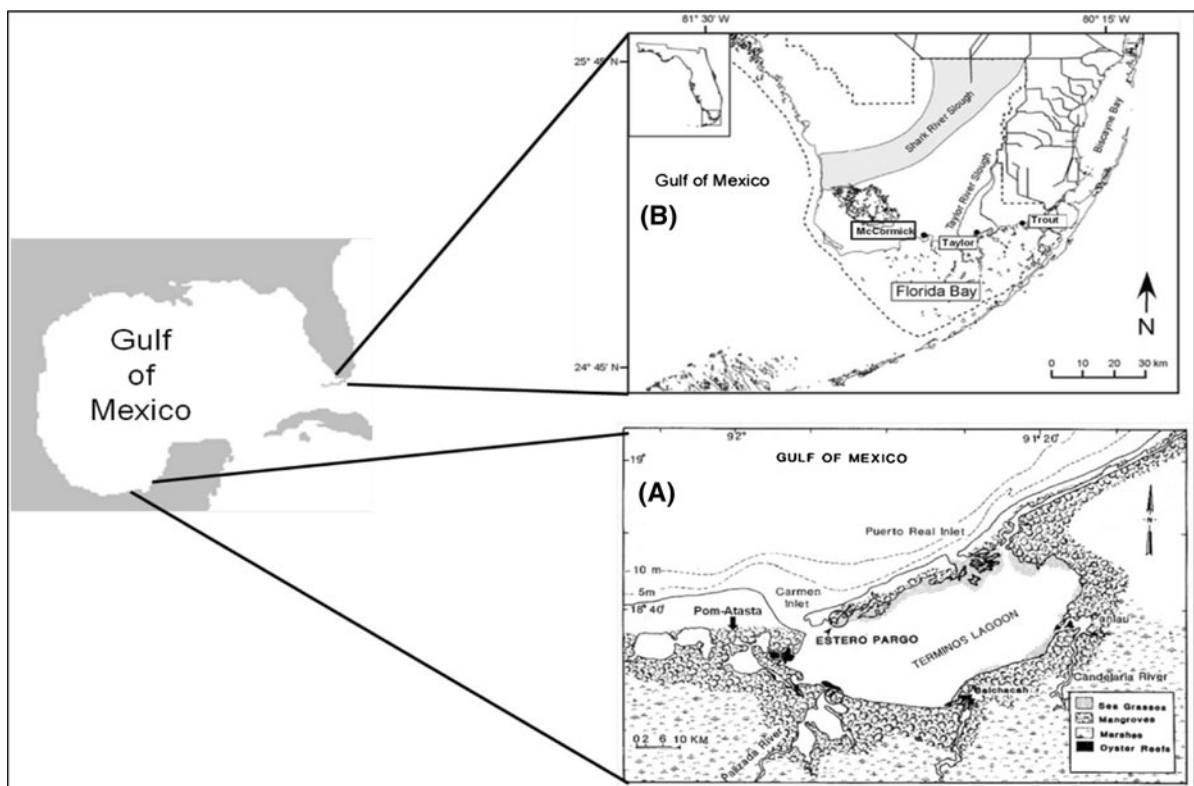 Gulf
of
Mexico
81° 30'
80° 15'
25° 45' N
24° 45' N
Shark River Slough
Taylor River Slough
Biscayne Bay
Gulf of Mexico
(B)
McCormick
Taylor
Trout
Florida Bay
N
0 10 20 30 km
92°
91° 20'
19°
GULF OF MEXICO
(A)
N
Puerto Real Inlet
10 m
5m
18° 40'
Carmen
Inlet
Pom-Atasta
ESTERO PARGO
TERMINOS LAGOON
Panlau
Candelaria River
Balchacah
Palizada River
0 2 6 10 KM
Sea Grasses
Mangroves
Marshes
Oyster Reefs